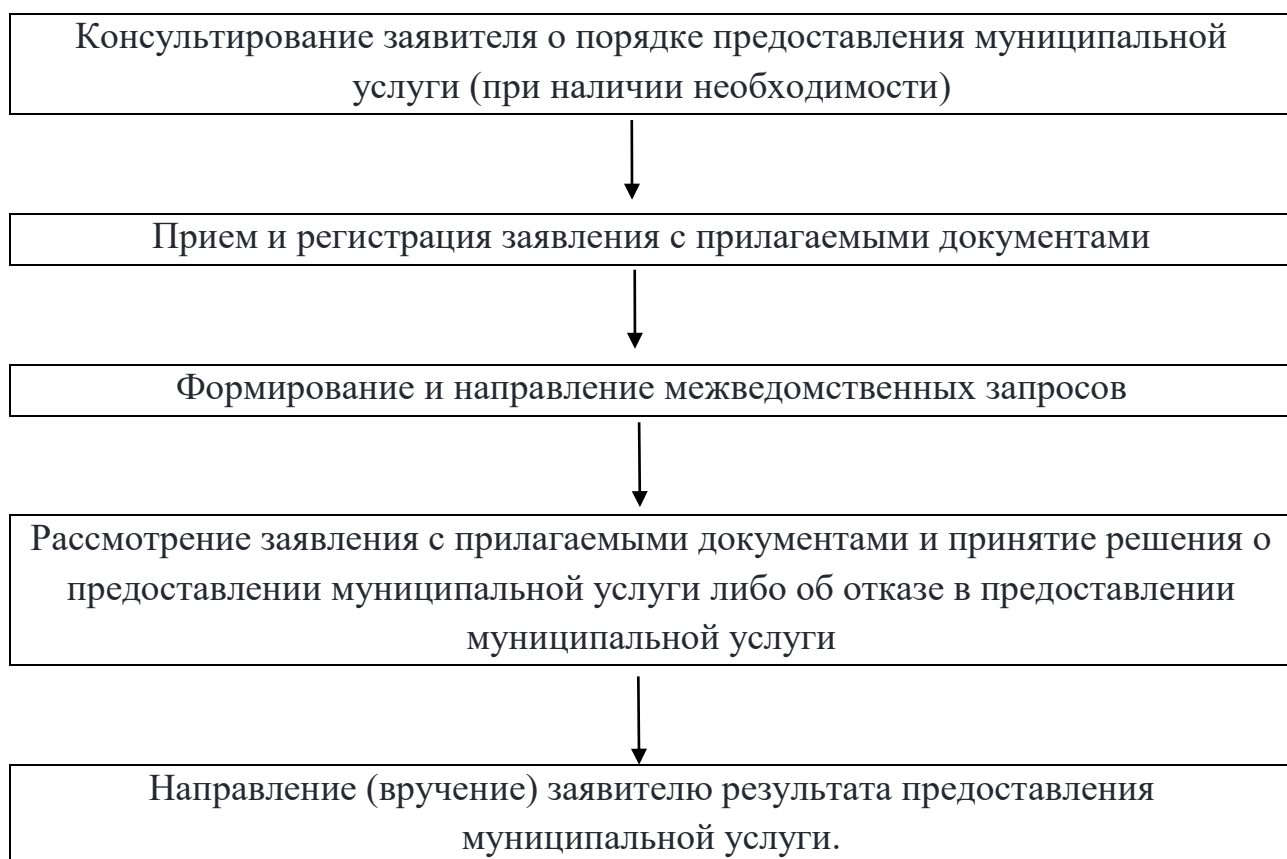 Консультирование заявителя о порядке предоставления муниципальной
услуги (при наличии необходимости)
Прием и регистрация заявления с прилагаемыми документами
Формирование и направление межведомственных запросов
Рассмотрение заявления с прилагаемыми документами и принятие решения о
предоставлении муниципальной услуги либо об отказе в предоставлении
муниципальной услуги
Направление (вручение) заявителю результата предоставления
муниципальной услуги.